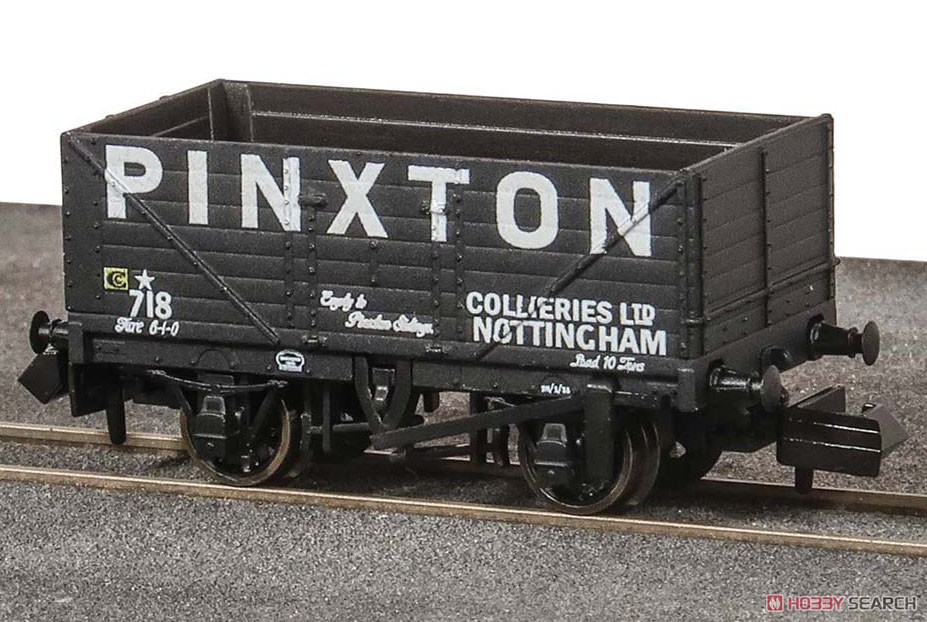 PINXTON
C
718
Tare 6-1-0
Empty to
Pinxton Sidings.
COLLIERIES LTD
NOTTINGHAM
Load 10 Tons
HOBBY SEARCH